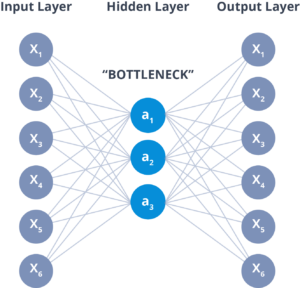 Input Layer Hidden Layer Output Layer
X1 X1
"BOTTLENECK"
X2 X2
a1
X3 X3
a2
X4 X4
a3
X5 X5
X6 X6